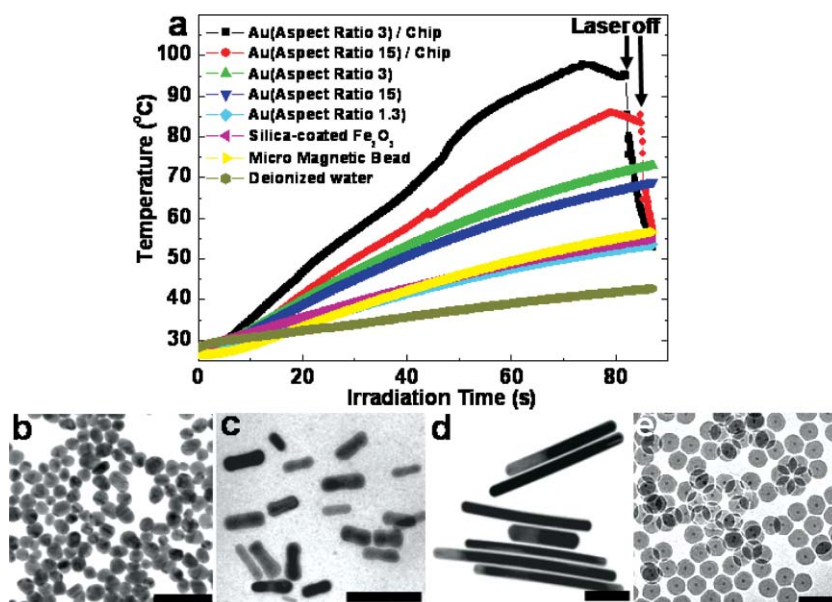 a
Laser off
Au(Aspect Ratio 3) / Chip
Au(Aspect Ratio 15) / Chip
Au(Aspect Ratio 3)
Au(Aspect Ratio 15)
Au(Aspect Ratio 1.3)
Silica-coated Fe2O3
Micro Magnetic Bead
Deionized water
Temperature (°C)
100
90
80
70
60
50
40
30
0 20 40 60 80
Irradiation Time (s)
b c d e